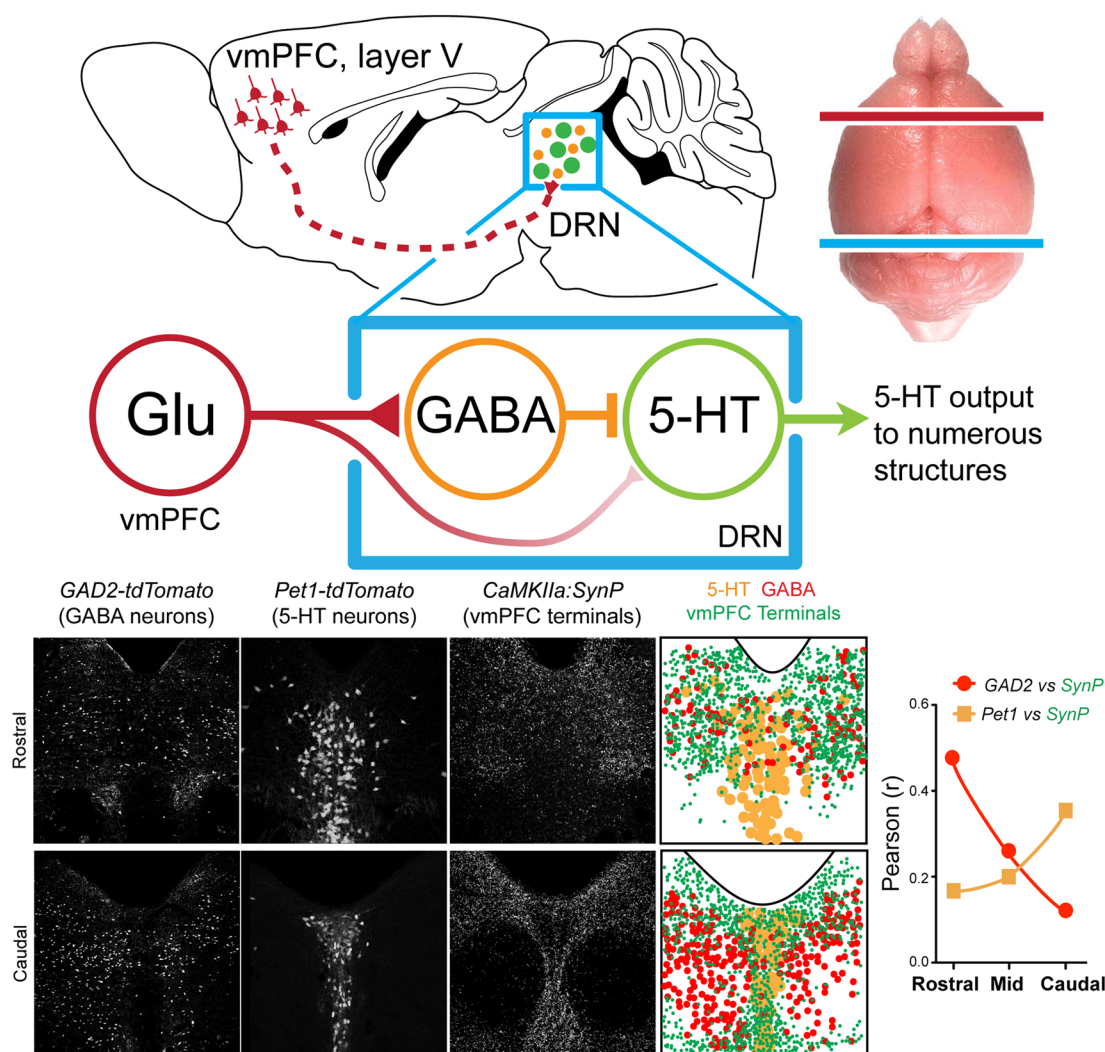 vmPFC, layer V
DRN
Glu
GABA
5-HT
vmPFC
DRN
5-HT output
to numerous
structures
GAD2-tdTomato
(GABA neurons)
Pet1-tdTomato
(5-HT neurons)
CaMKIIa:SynP
(vmPFC terminals)
5-HT GABA
vmPFC Terminals
Rostral
Caudal
GAD2 vs SynP
Pet1 vs SynP
0.6
0.4
0.2
0.0
Pearson (r)
Rostral Mid Caudal